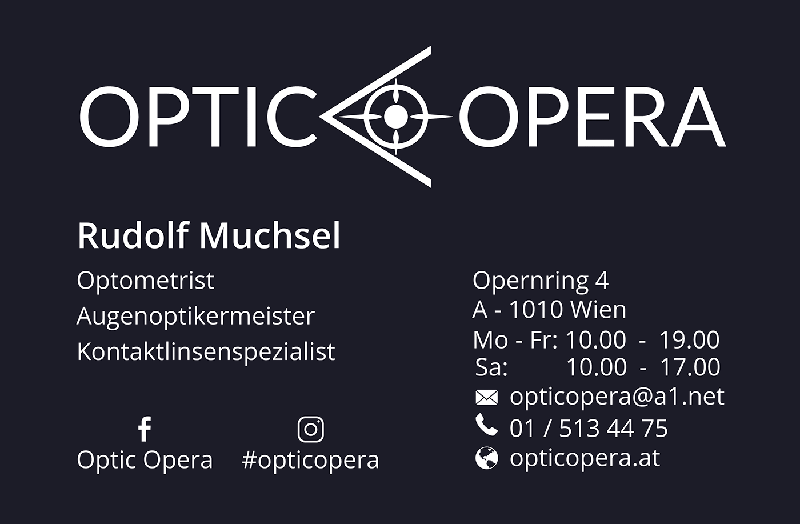 OPTIC OPERA
Rudolf Muchsel
Optometrist
Augenoptikermeister
Kontaktlinsenspezialist
Optic Opera
#opticopera
Opernring 4
A - 1010 Wien
Mo - Fr: 10.00 - 19.00
Sa: 10.00 - 17.00
opticopera@a1.net
01 / 513 44 75
opticopera.at